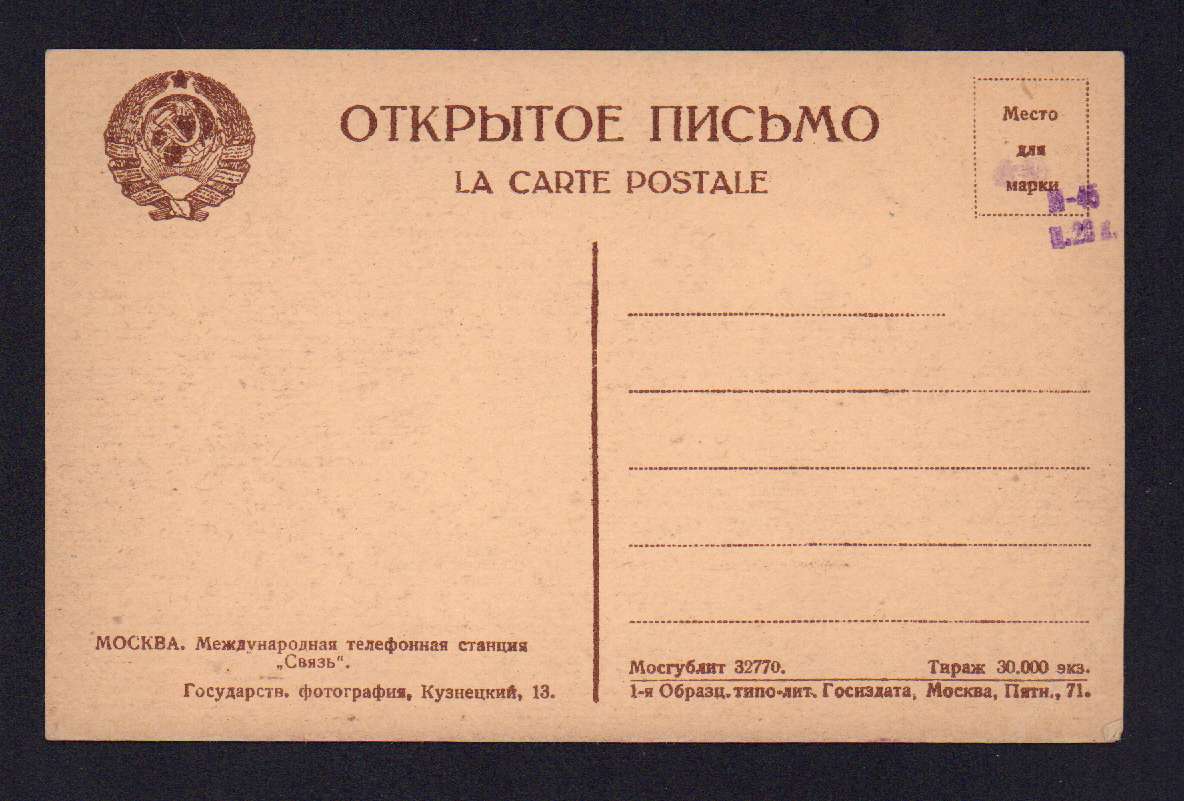 ОТКРЫТОЕ ПИСЬМО
LA CARTE POSTALE
Место
для
марки
МОСКВА. Международная телефонная станция
„Связь“.
Государств. фотография, Кузнецкий, 13.
Мосгублит 32770. Тираж 30.000 экз.
1-я Образц. типо-лит. Госиздата, Москва, Пятн., 71.